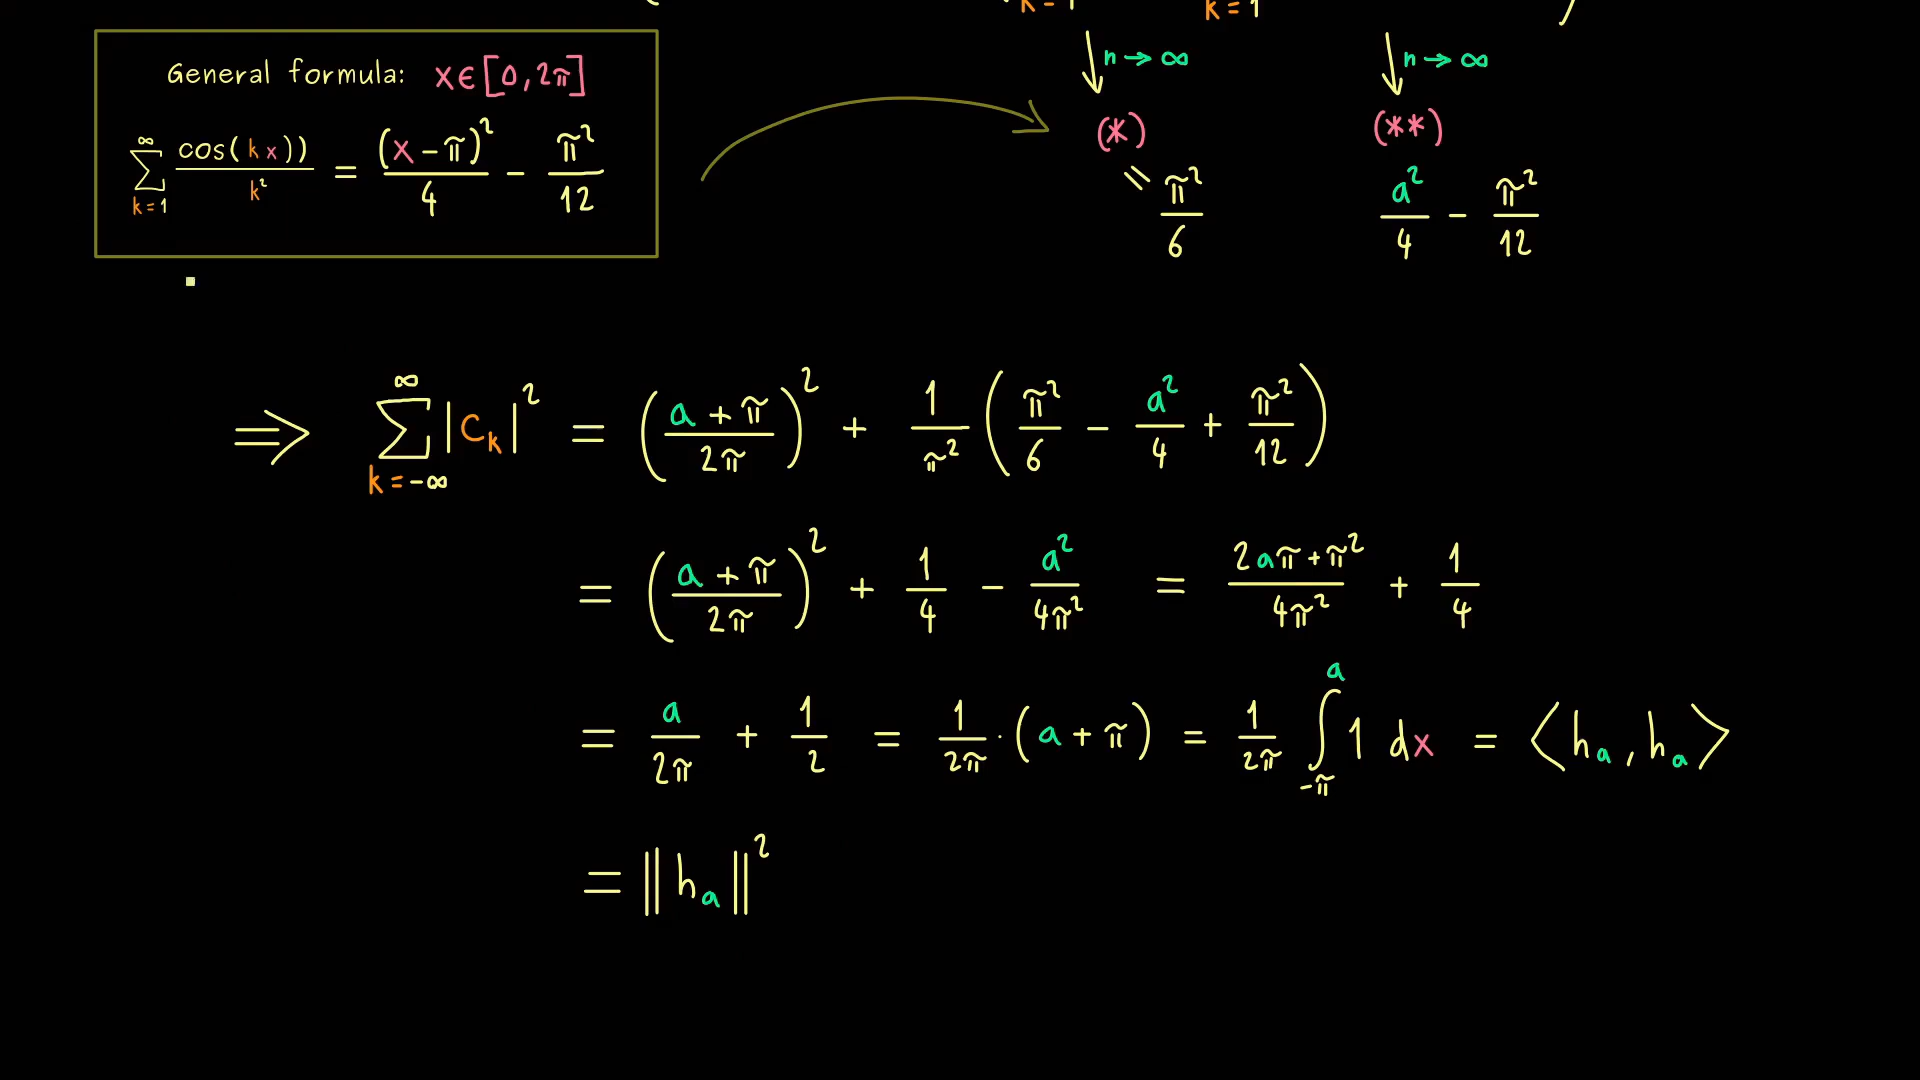 k=1 k=1
n→∞ n→∞
General formula: x∈[0,2π]
∑_{k=1}^{∞} cos(kx))/k² = (x-π)²/4 - π²/12
(*) (**)
= π²/6
a²/4 - π²/12
⟹ ∑_{k=-∞}^{∞} |c_k|² = ((a+π)/2π)² + 1/π² (π²/6 - a²/4 + π²/12)
= ((a+π)/2π)² + 1/4 - a²/4π² = (2aπ+π²)/4π² + 1/4
= a/2π + 1/2 = 1/2π · (a+π) = 1/2π ∫_{-π}^{a} 1 dx = ⟨h_a, h_a⟩
= ‖h_a‖²